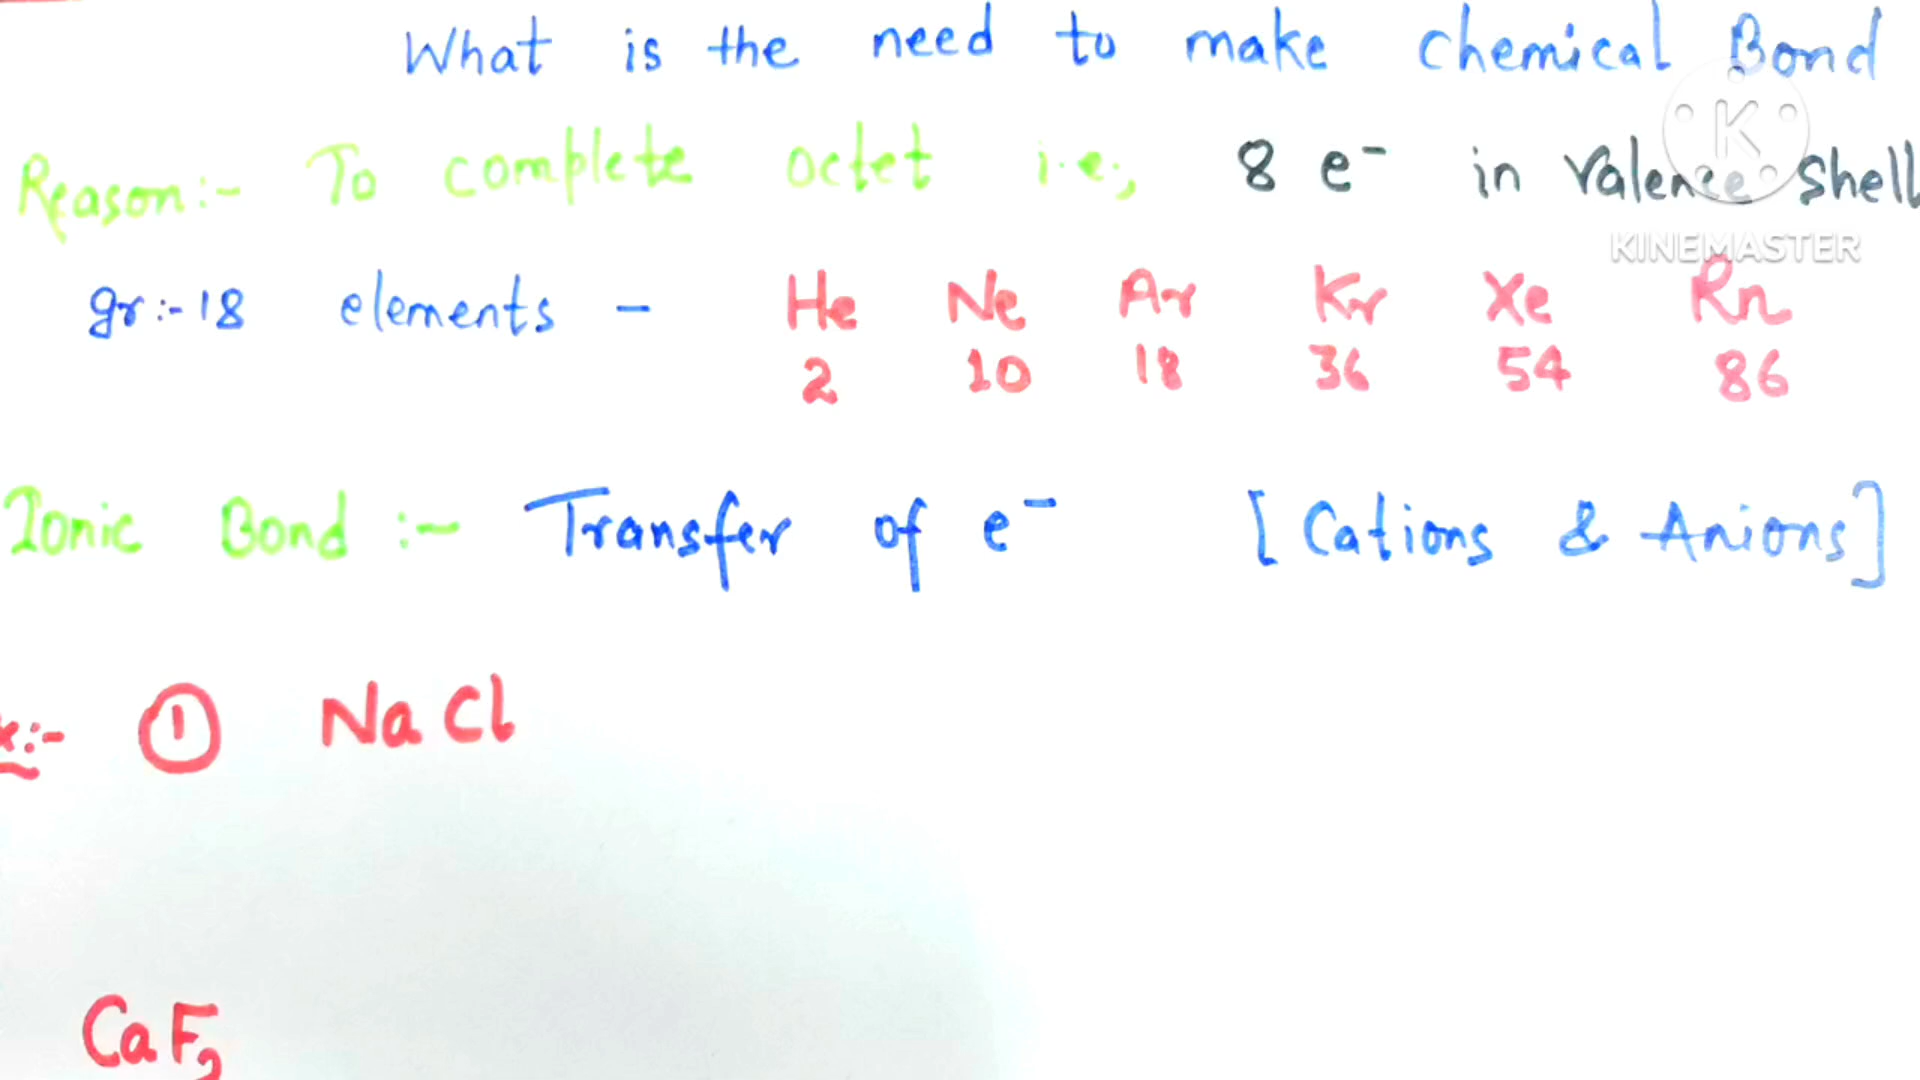 What is the need to make chemical Bond
Reason:- To complete octet i.e., 8 e⁻ in valence shell
KINEMASTER
gr:-18 elements - He Ne Ar Kr Xe Rn
2 10 18 36 54 86
Ionic Bond :- Transfer of e⁻ [Cations & Anions]
x:- ① NaCl
CaF₂